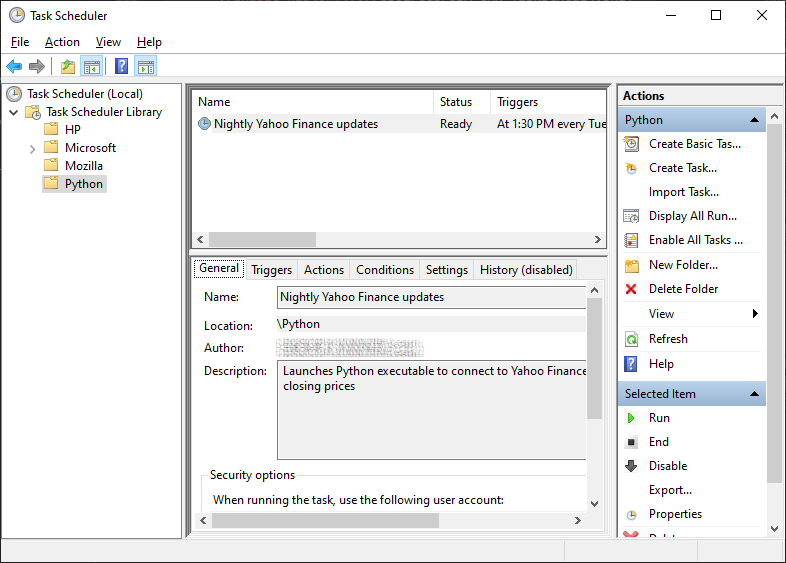 Task Scheduler
File Action View Help
Task Scheduler (Local)
Task Scheduler Library
HP
Microsoft
Mozilla
Python
Name Status Triggers
Nightly Yahoo Finance updates Ready At 1:30 PM every Tue
General Triggers Actions Conditions Settings History (disabled)
Name: Nightly Yahoo Finance updates
Location: \Python
Author:
Description: Launches Python executable to connect to Yahoo Finance
closing prices
Security options
When running the task, use the following user account:
Actions
Python
Create Basic Tas...
Create Task...
Import Task...
Display All Run...
Enable All Tasks ...
New Folder...
Delete Folder
View
Refresh
Help
Selected Item
Run
End
Disable
Export...
Properties